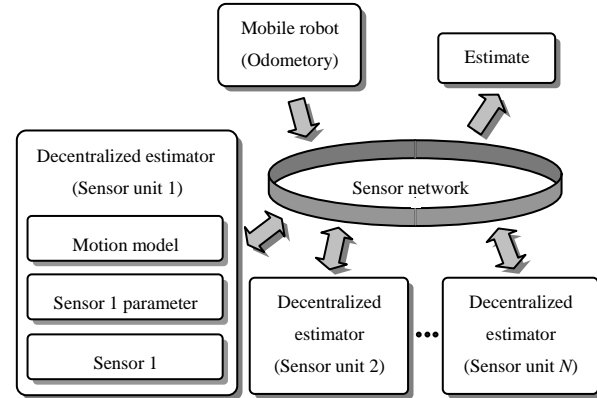 Mobile robot
(Odometory)
Estimate
Decentralized estimator
(Sensor unit 1)
Motion model
Sensor 1 parameter
Sensor 1
Sensor network
Decentralized
estimator
(Sensor unit 2)
•••
Decentralized
estimator
(Sensor unit N)